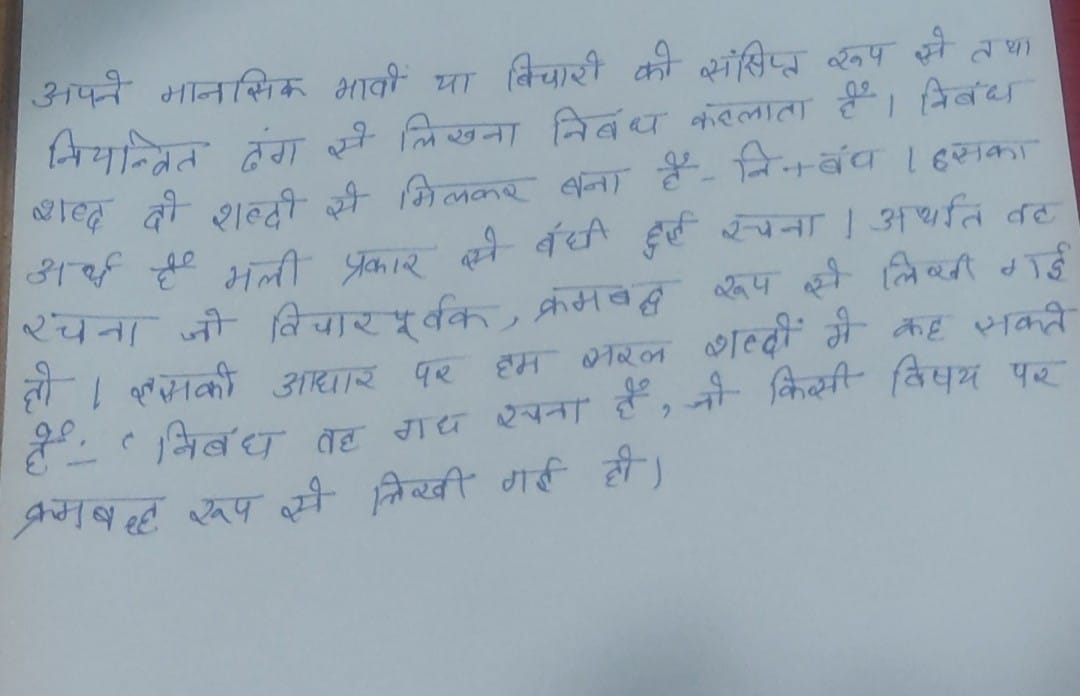 अपने मानसिक भावों या विचारों को संक्षिप्त रूप से तथा
नियन्त्रित ढंग से लिखना निबंध कहलाता हैं। निबंध
शब्द दो शब्दों से मिलकर बना हैं - नि + बंध । इसका
अर्थ हैं भली प्रकार से बंधी हुई रचना । अर्थात वह
रचना जो विचारपूर्वक, क्रमबद्ध रूप से लिखी गई
हो । इसकी आधार पर हम सरल शब्दों में कह सकते
हैं:- ‘ निबंध वह गद्य रचना हैं, जो किसी विषय पर
क्रमबद्ध रूप से लिखी गई हो।